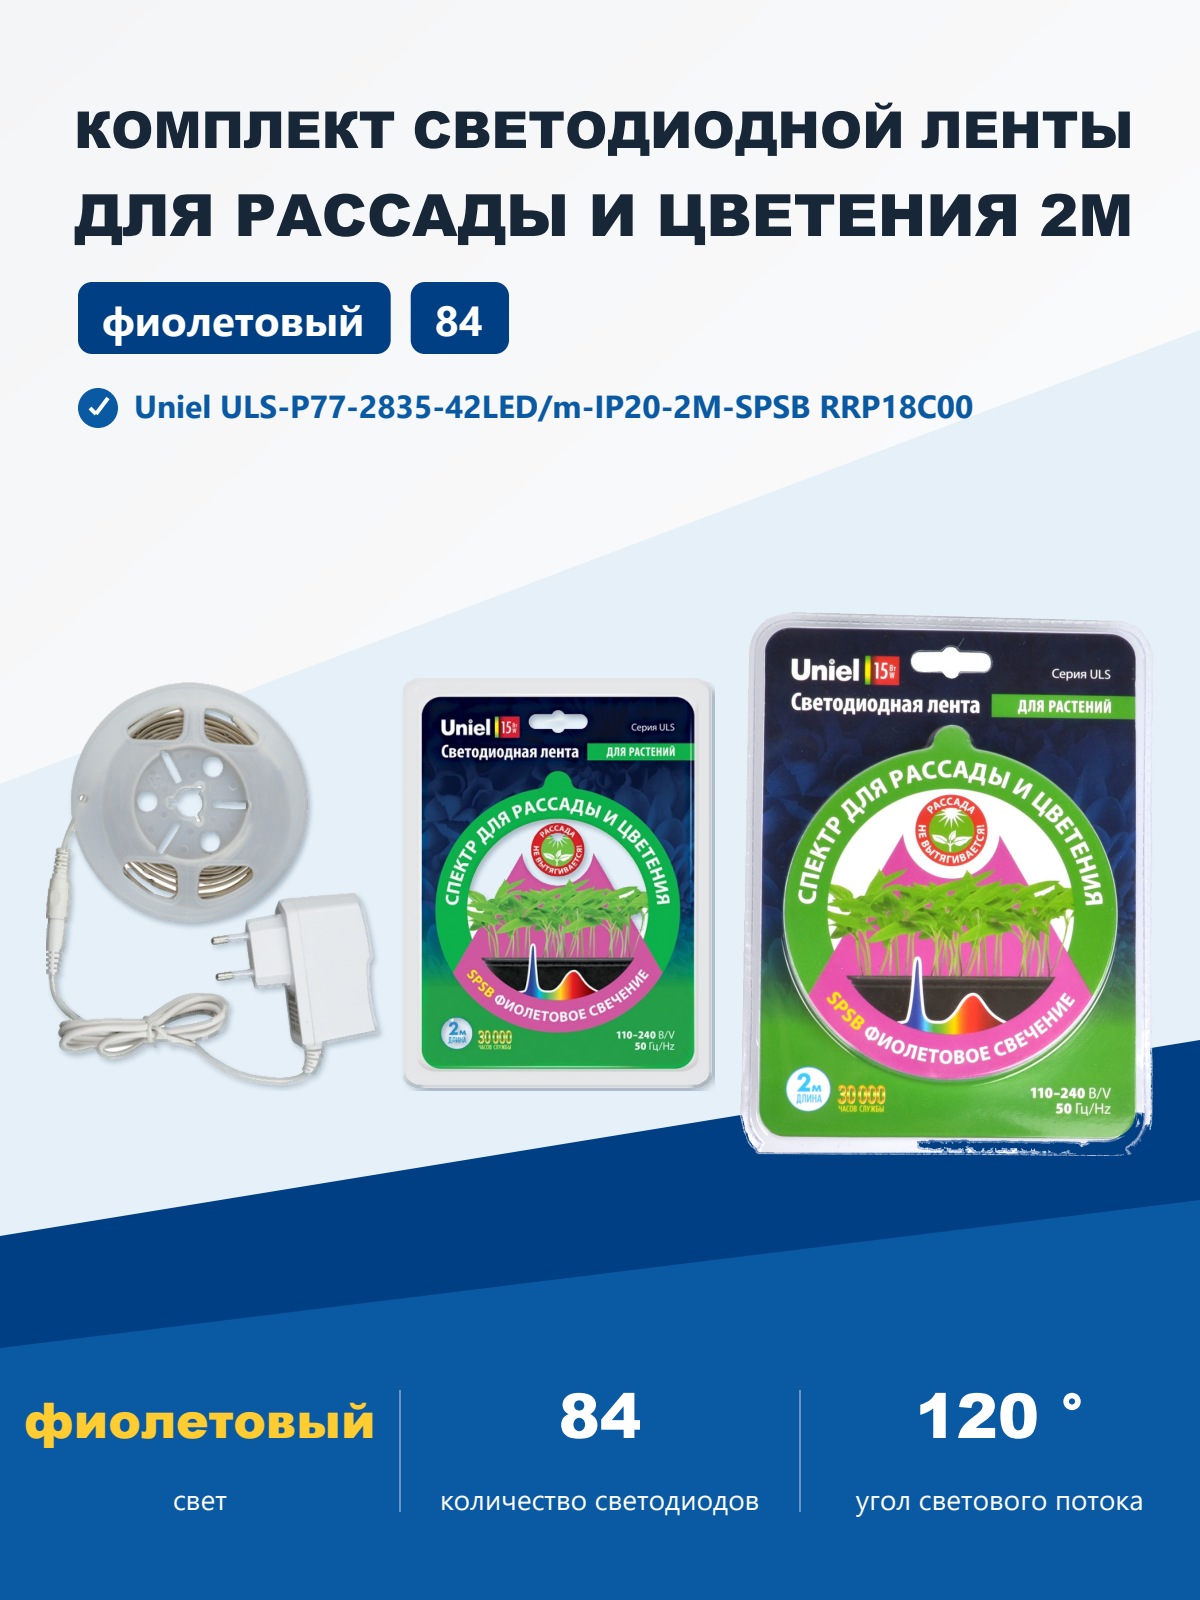 КОМПЛЕКТ СВЕТОДИОДНОЙ ЛЕНТЫ
ДЛЯ РАССАДЫ И ЦВЕТЕНИЯ 2М
фиолетовый
84
Uniel ULS-P77-2835-42LED/m-IP20-2M-SPSB RRP18C00
Uniel 15 Вт W
Серия ULS
Светодиодная лента
ДЛЯ РАСТЕНИЙ
СПЕКТР ДЛЯ РАССАДЫ И ЦВЕТЕНИЯ
РАССАДА
НЕ ВЫТЯГИВАЕТСЯ!
SPSB ФИОЛЕТОВОЕ СВЕЧЕНИЕ
2м
ДЛИНА
30 000
ЧАСОВ СЛУЖБЫ
110-240 В/V
50 Гц/Hz
Uniel 15 Вт W
Серия ULS
Светодиодная лента
ДЛЯ РАСТЕНИЙ
СПЕКТР ДЛЯ РАССАДЫ И ЦВЕТЕНИЯ
РАССАДА
НЕ ВЫТЯГИВАЕТСЯ!
SPSB ФИОЛЕТОВОЕ СВЕЧЕНИЕ
2м
ДЛИНА
30 000
ЧАСОВ СЛУЖБЫ
110-240 В/V
50 Гц/Hz
фиолетовый
свет
84
количество светодиодов
120 °
угол светового потока